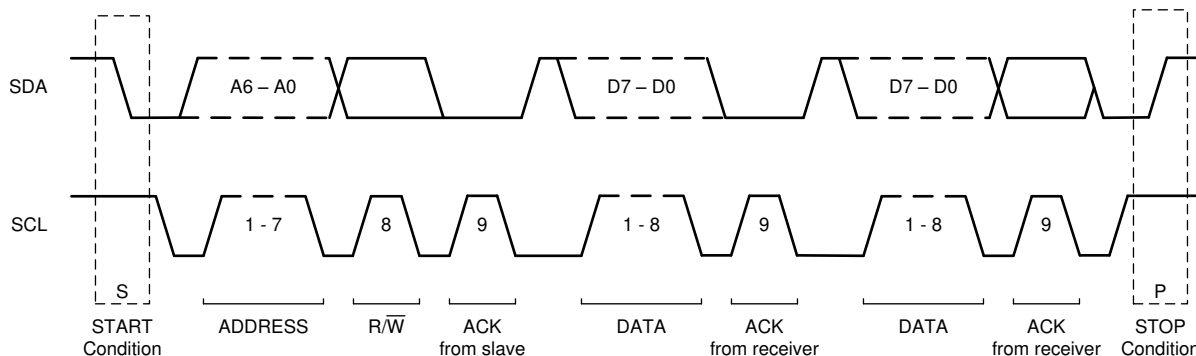 SDA
A6 – A0
D7 – D0
D7 – D0
SCL
1 - 7
8
9
1 - 8
9
1 - 8
9
S
P
START
Condition
ADDRESS
R/W̅
ACK
from slave
DATA
ACK
from receiver
DATA
ACK
from receiver
STOP
Condition